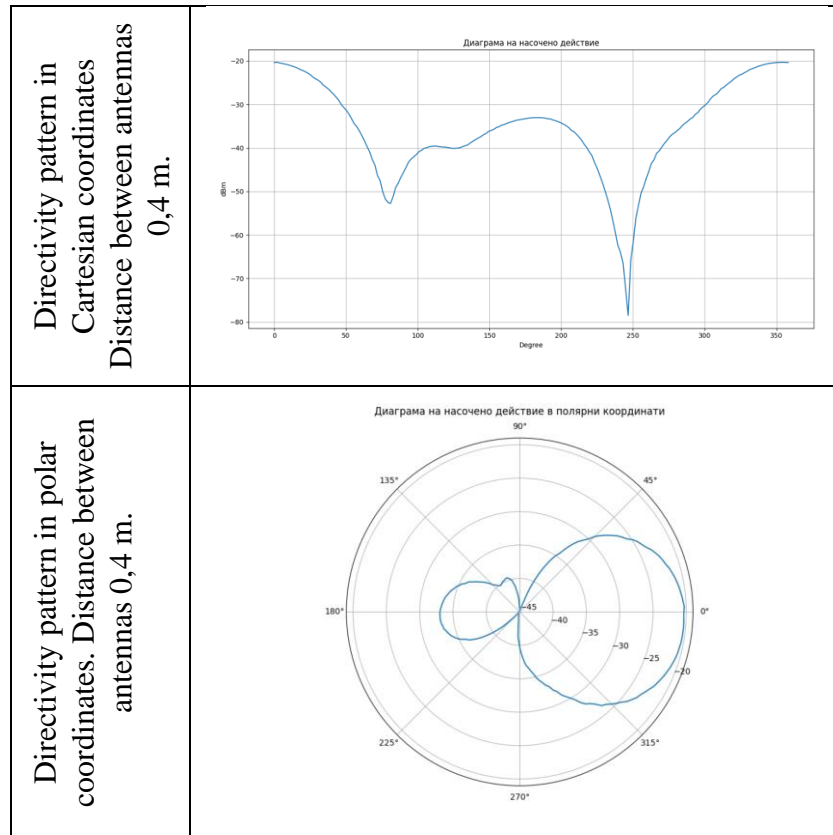 Directivity pattern in
Cartesian coordinates
Distance between antennas
0,4 m.
Диаграма на насочено действие
−20
−30
−40
−50
−60
−70
−80
dBm
0
50
100
150
200
250
300
350
Degree
Directivity pattern in polar
coordinates. Distance between
antennas 0,4 m.
Диаграма на насочено действие в полярни координати
90°
135°
45°
180°
0°
−45
−40
−35
−30
−25
−20
225°
315°
270°